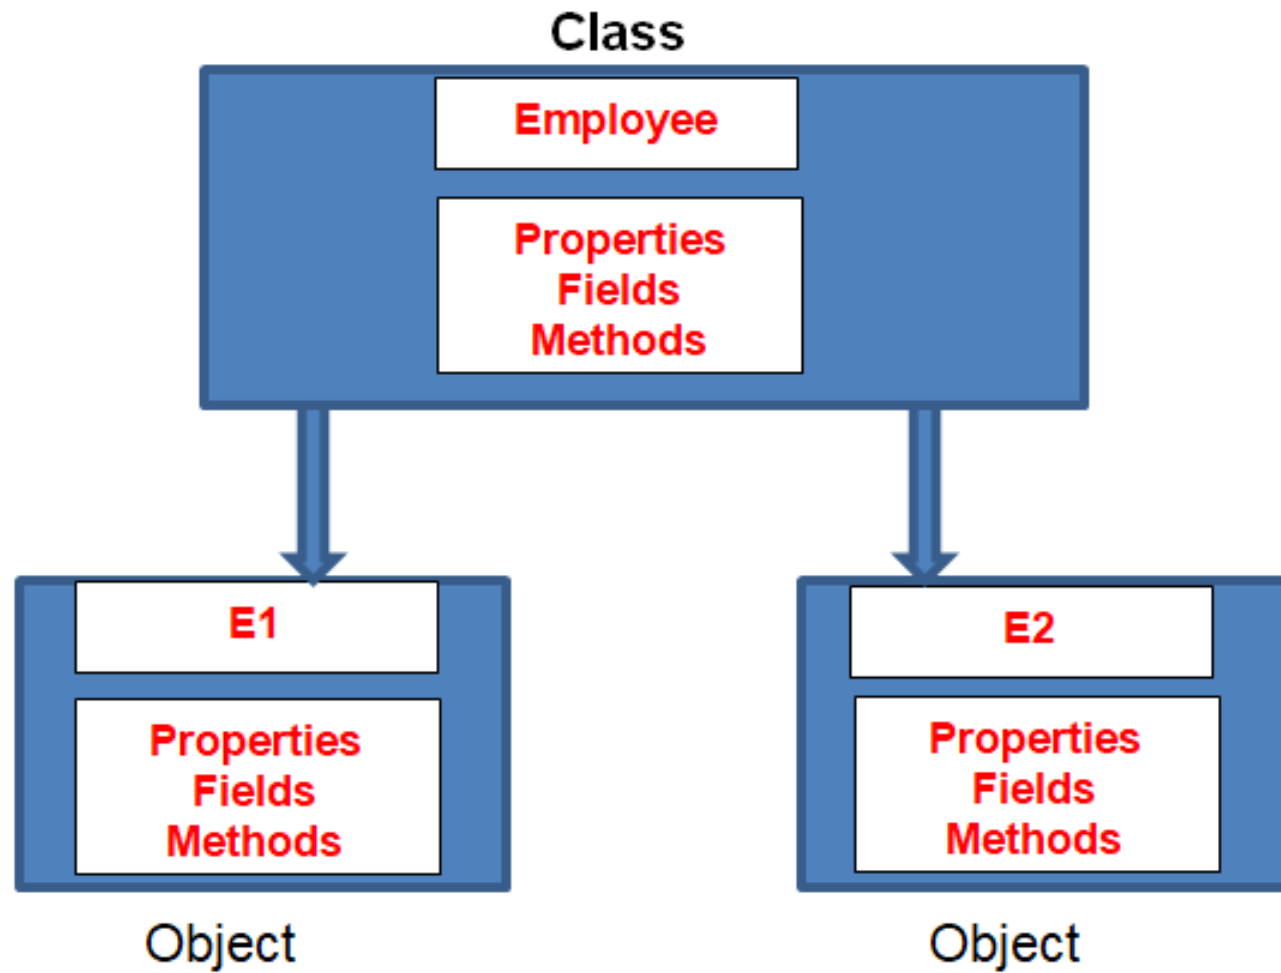 Class
Employee
Properties
Fields
Methods
E1
Properties
Fields
Methods
Object
E2
Properties
Fields
Methods
Object